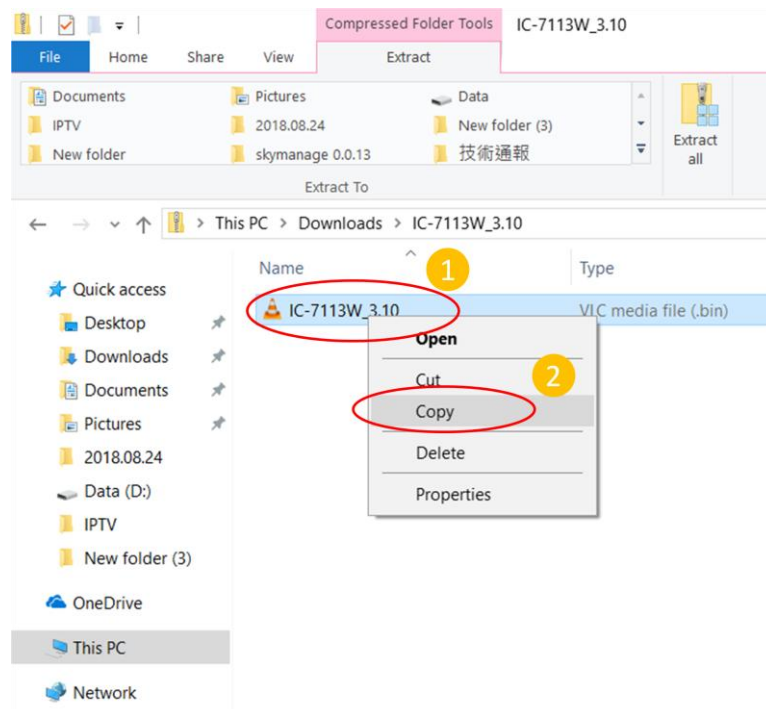 Compressed Folder Tools IC-7113W_3.10
File Home Share View Extract
Documents Pictures Data
IPTV 2018.08.24 New folder (3)
New folder skymanage 0.0.13 技術通報
Extract all
Extract To
This PC > Downloads > IC-7113W_3.10
Name Type
1
Quick access
IC-7113W_3.10 VLC media file (.bin)
Desktop
Open
Downloads
Cut
2
Documents
Copy
Pictures
Delete
2018.08.24
Data (D:)
Properties
IPTV
New folder (3)
OneDrive
This PC
Network